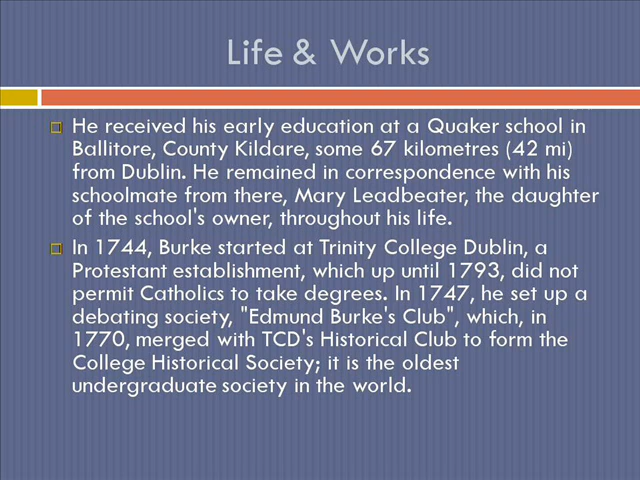 Life & Works
He received his early education at a Quaker school in
Ballitore, County Kildare, some 67 kilometres (42 mi)
from Dublin. He remained in correspondence with his
schoolmate from there, Mary Leadbeater, the daughter
of the school's owner, throughout his life.
In 1744, Burke started at Trinity College Dublin, a
Protestant establishment, which up until 1793, did not
permit Catholics to take degrees. In 1747, he set up a
debating society, "Edmund Burke's Club", which, in
1770, merged with TCD's Historical Club to form the
College Historical Society; it is the oldest
undergraduate society in the world.